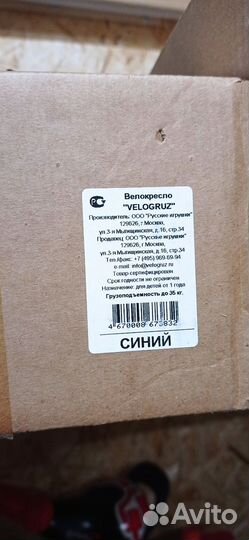 Велокресло
"VELOGRUZ"
Производитель: ООО "Русские игрушки"
129626, г Москва,
ул.3-я Мытищинская, д.16, стр.34
Продавец: ООО "Русские игрушки"
129626, г Москва,
ул.3-я Мытищинская, д.16, стр.34
Тел./факс: +7 (495) 969-69-94
e-mail: info@velogruz.ru
Товар сертифицирован
Срок годности не ограничен
Назначение: для детей от 1 года
Грузоподъемность до 35 кг.
4 670008 673832
СИНИЙ
Avito